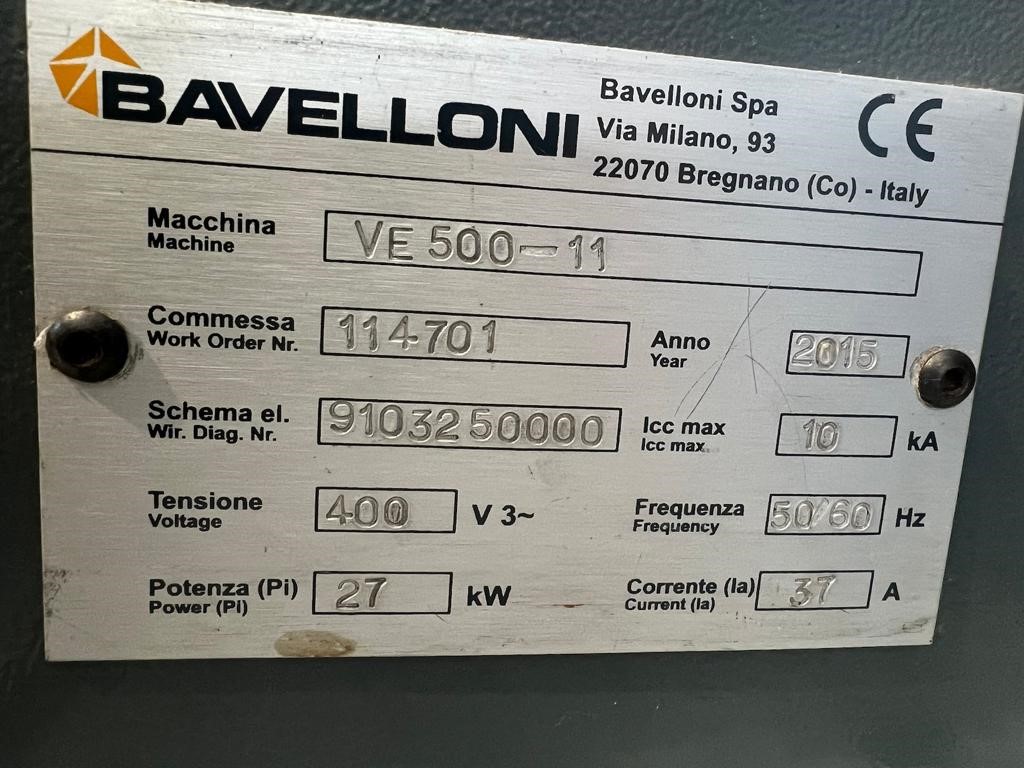 BAVELLONI
Bavelloni Spa
Via Milano, 93
22070 Bregnano (Co) - Italy
CE
Macchina
Machine
VE 500-11
Commessa
Work Order Nr.
114701
Anno
Year
2015
Schema el.
Wir. Diag. Nr.
9103250000
Icc max
Icc max.
10 kA
Tensione
Voltage
400 V 3~
Frequenza
Frequency
50/60 Hz
Potenza (Pi)
Power (Pi)
27 kW
Corrente (Ia)
Current (Ia)
37 A